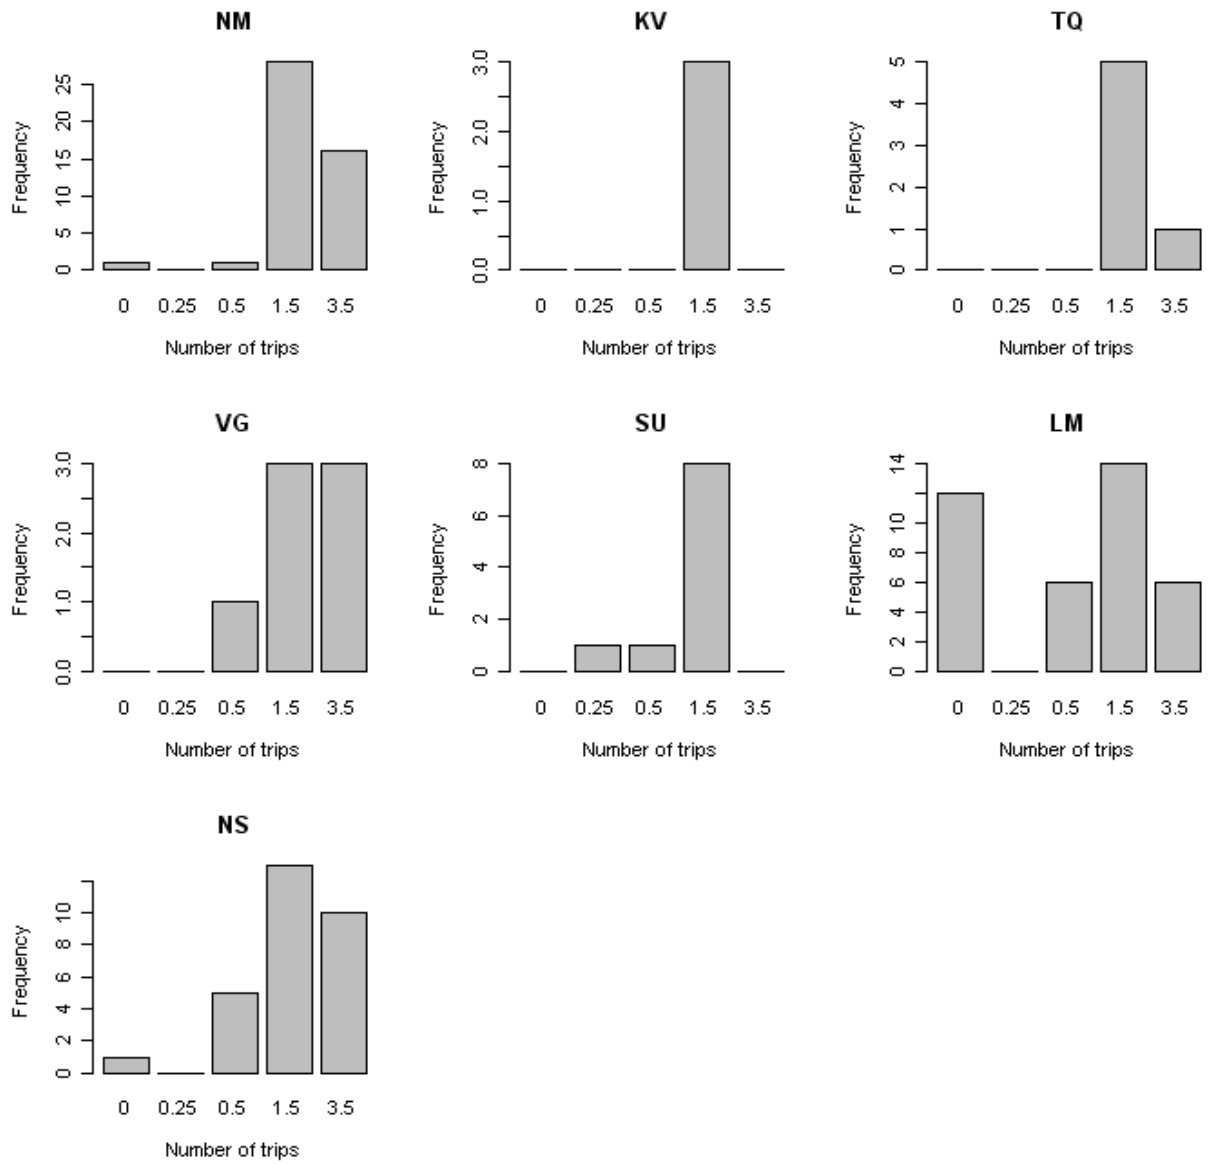 NM
Frequency
0 5 10 15 20 25
0 0.25 0.5 1.5 3.5
Number of trips
KV
Frequency
0.0 1.0 2.0 3.0
0 0.25 0.5 1.5 3.5
Number of trips
TQ
Frequency
0 1 2 3 4 5
0 0.25 0.5 1.5 3.5
Number of trips
VG
Frequency
0.0 1.0 2.0 3.0
0 0.25 0.5 1.5 3.5
Number of trips
SU
Frequency
0 2 4 6 8
0 0.25 0.5 1.5 3.5
Number of trips
LM
Frequency
0 2 4 6 8 10 14
0 0.25 0.5 1.5 3.5
Number of trips
NS
Frequency
0 2 4 6 8 10
0 0.25 0.5 1.5 3.5
Number of trips